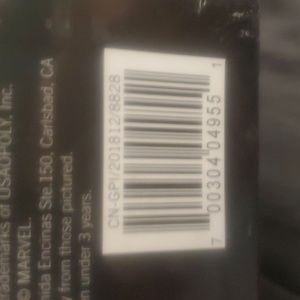 trademarks of USAOPOLY, Inc.
© MARVEL.
nida Encinas Ste.150, Carlsbad, CA
y from those pictured.
n under 3 years.
CN-GPI/201812/8828
7 00304 04955 1